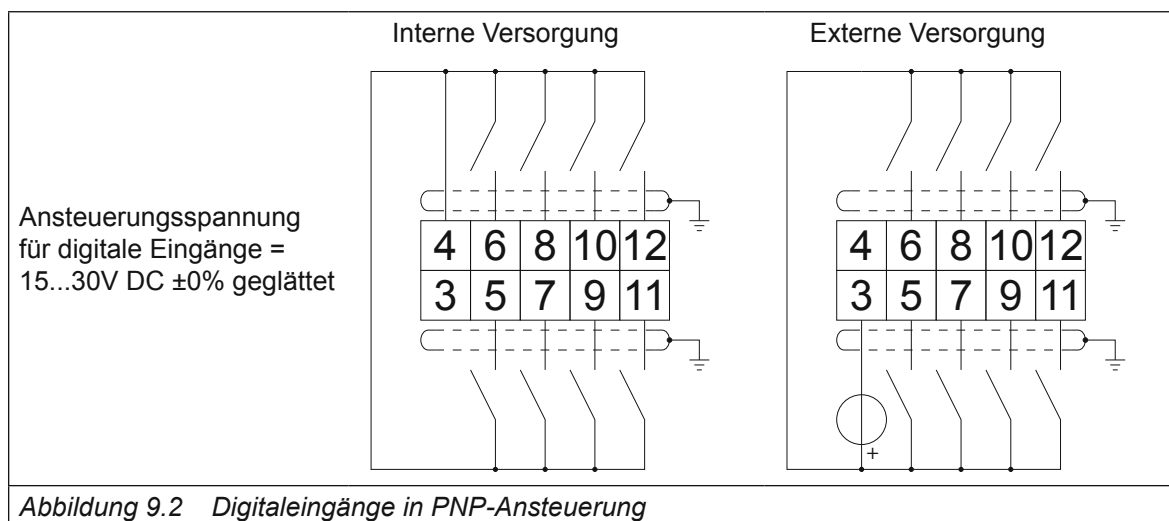 Interne Versorgung
Externe Versorgung
Ansteuerungsspannung
für digitale Eingänge =
15...30V DC ±0% geglättet
4 6 8 10 12
3 5 7 9 11
4 6 8 10 12
3 5 7 9 11
+
Abbildung 9.2 Digitaleingänge in PNP-Ansteuerung